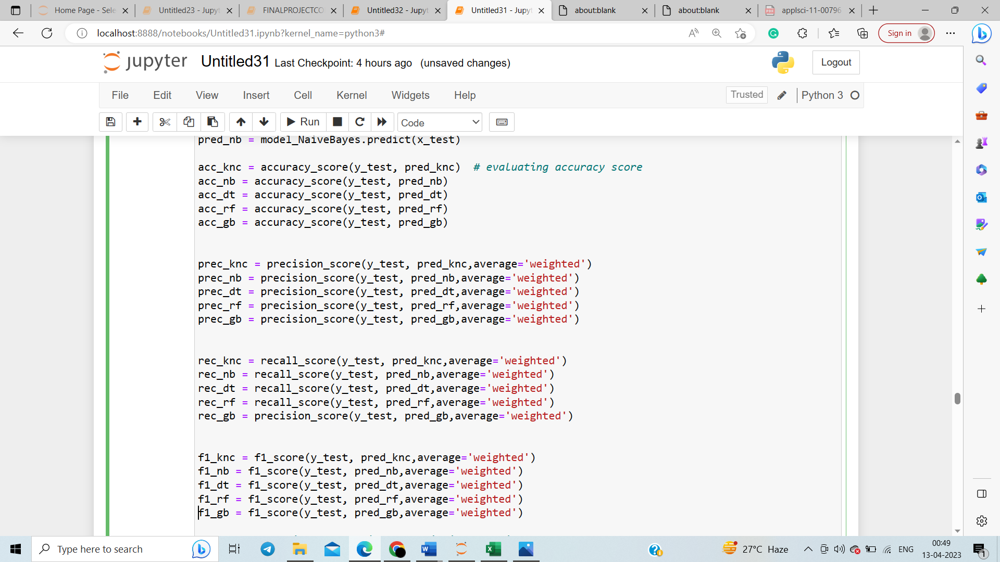 Home Page - Sele
Untitled23 - Jupyt
FINALPROJECTCO
Untitled32 - Jupyt
Untitled31 - Jupyt
about:blank
about:blank
applsci-11-00796
localhost:8888/notebooks/Untitled31.ipynb?kernel_name=python3#
Sign in
jupyter Untitled31 Last Checkpoint: 4 hours ago (unsaved changes)
Logout
File Edit View Insert Cell Kernel Widgets Help
Trusted
Python 3
Run
Code
pred_nb = model_NaiveBayes.predict(x_test)
acc_knc = accuracy_score(y_test, pred_knc)  # evaluating accuracy score
acc_nb = accuracy_score(y_test, pred_nb)
acc_dt = accuracy_score(y_test, pred_dt)
acc_rf = accuracy_score(y_test, pred_rf)
acc_gb = accuracy_score(y_test, pred_gb)
prec_knc = precision_score(y_test, pred_knc,average='weighted')
prec_nb = precision_score(y_test, pred_nb,average='weighted')
prec_dt = precision_score(y_test, pred_dt,average='weighted')
prec_rf = precision_score(y_test, pred_rf,average='weighted')
prec_gb = precision_score(y_test, pred_gb,average='weighted')
rec_knc = recall_score(y_test, pred_knc,average='weighted')
rec_nb = recall_score(y_test, pred_nb,average='weighted')
rec_dt = recall_score(y_test, pred_dt,average='weighted')
rec_rf = recall_score(y_test, pred_rf,average='weighted')
rec_gb = precision_score(y_test, pred_gb,average='weighted')
f1_knc = f1_score(y_test, pred_knc,average='weighted')
f1_nb = f1_score(y_test, pred_nb,average='weighted')
f1_dt = f1_score(y_test, pred_dt,average='weighted')
f1_rf = f1_score(y_test, pred_rf,average='weighted')
f1_gb = f1_score(y_test, pred_gb,average='weighted')
Type here to search
27°C Haze
ENG
00:49
13-04-2023
1